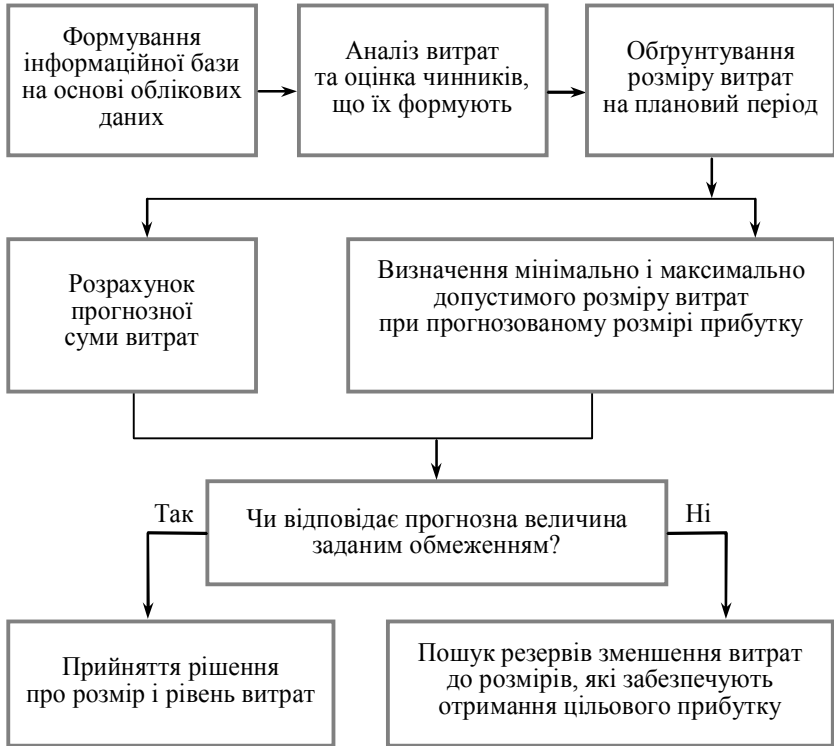 Формування
інформаційної бази
на основі облікових
даних
Аналіз витрат
та оцінка чинників,
що їх формують
Обґрунтування
розміру витрат
на плановий період
Розрахунок
прогнозної
суми витрат
Визначення мінімально і максимально
допустимого розміру витрат
при прогнозованому розмірі прибутку
Так
Чи відповідає прогнозна величина
заданим обмеженням?
Ні
Прийняття рішення
про розмір і рівень витрат
Пошук резервів зменшення витрат
до розмірів, які забезпечують
отримання цільового прибутку